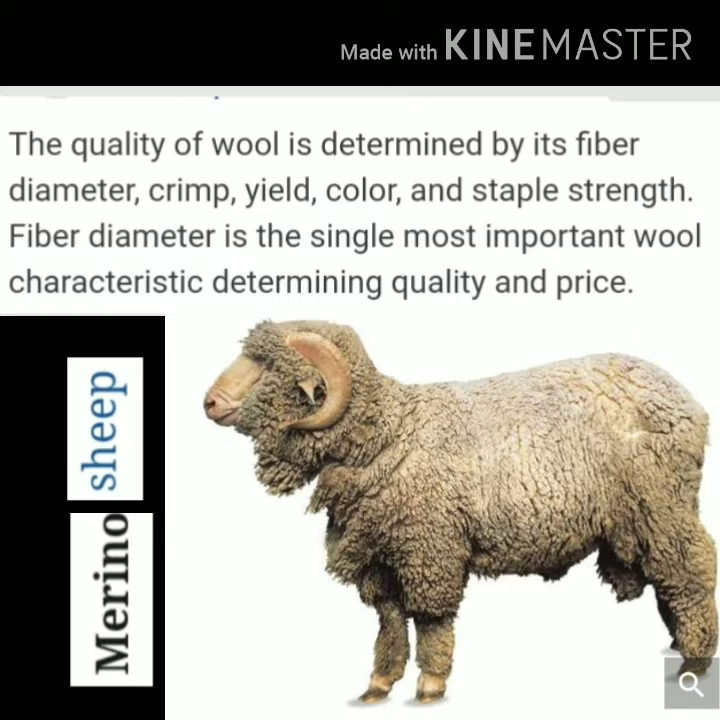 Made with KINEMASTER
The quality of wool is determined by its fiber
diameter, crimp, yield, color, and staple strength.
Fiber diameter is the single most important wool
characteristic determining quality and price.
Merino sheep